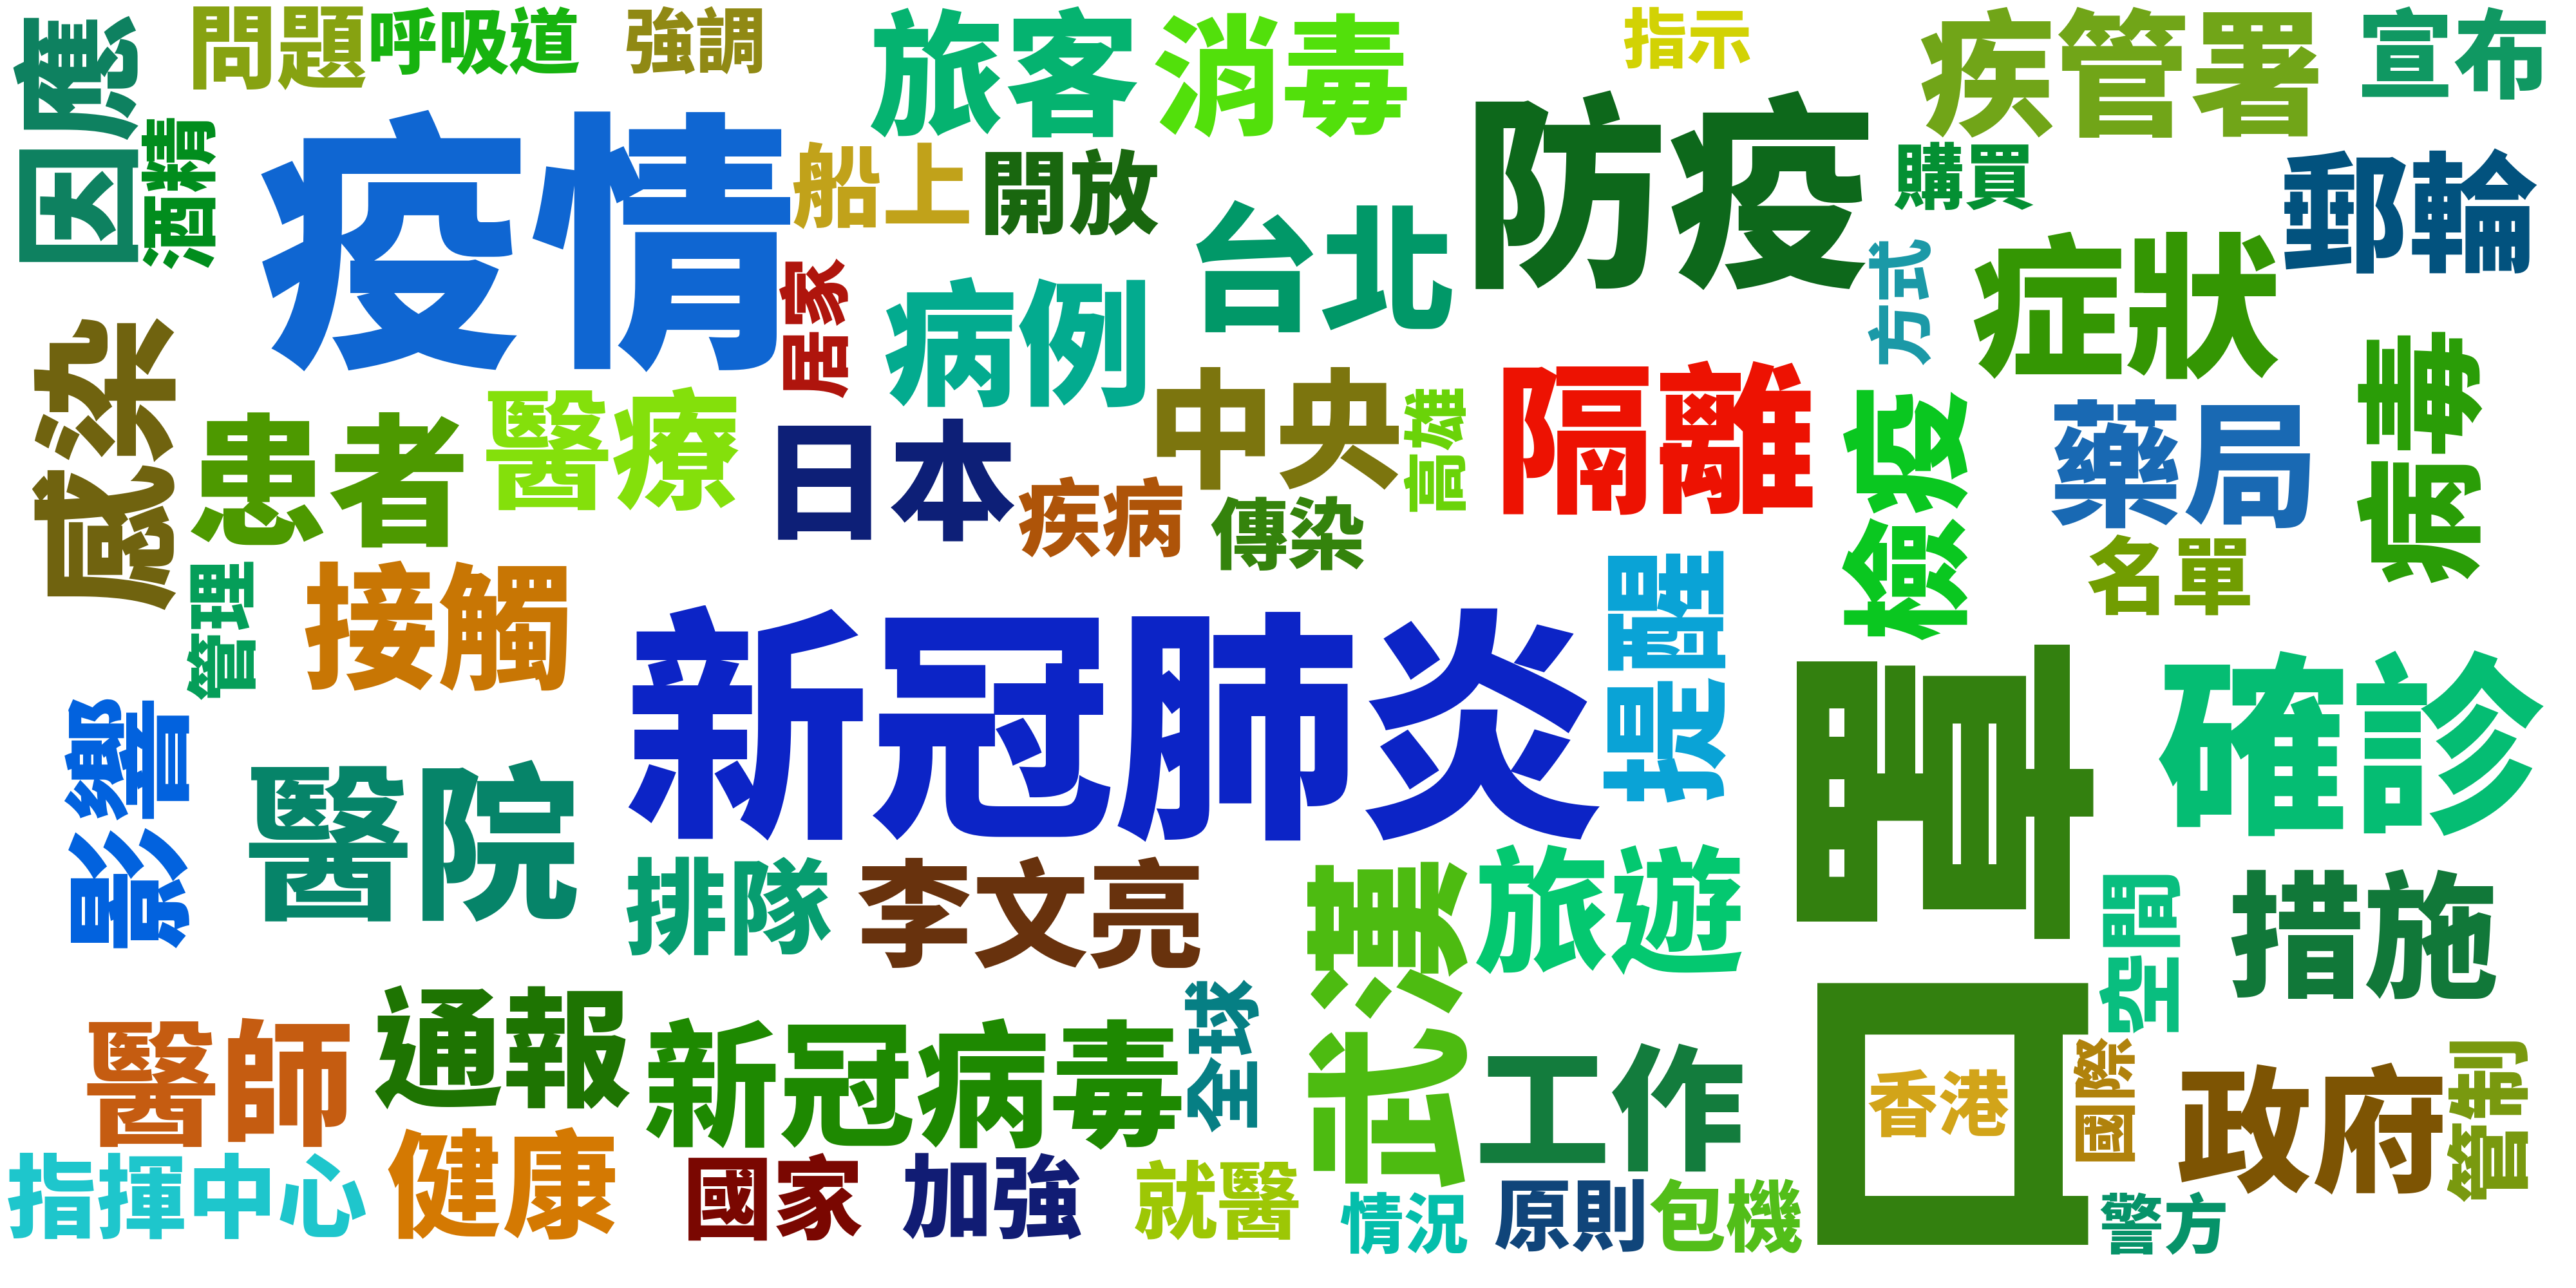 因應
問題
呼吸道
強調
旅客
消毒
指示
疾管署
宣布
酒精
疫情
船上
開放
防疫
購買
郵輪
台北
方式
症狀
居家
病例
感染
患者
醫療
日本
疾病
中央
傳染
高雄
隔離
檢疫
藥局
病毒
名單
管理
接觸
新冠肺炎
提醒
口罩
確診
影響
醫院
排隊
李文亮
武漢
旅遊
空間
措施
醫師
通報
新冠病毒
全球
工作
香港
國際
政府
管制
指揮中心
健康
國家
加強
就醫
情況
原則
包機
警方